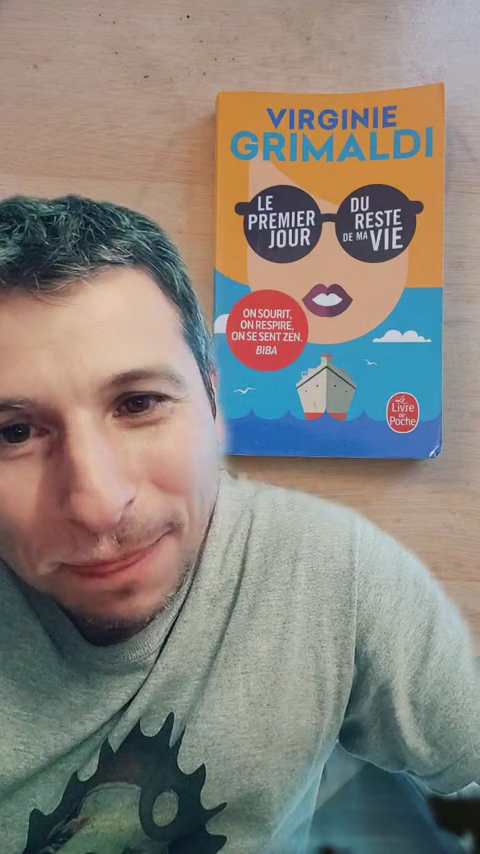 VIRGINIE
GRIMALDI
LE
PREMIER
JOUR
DU
RESTE
DE MA VIE
ON SOURIT,
ON RESPIRE,
ON SE SENT ZEN.
BIBA
Le
Livre
de
Poche